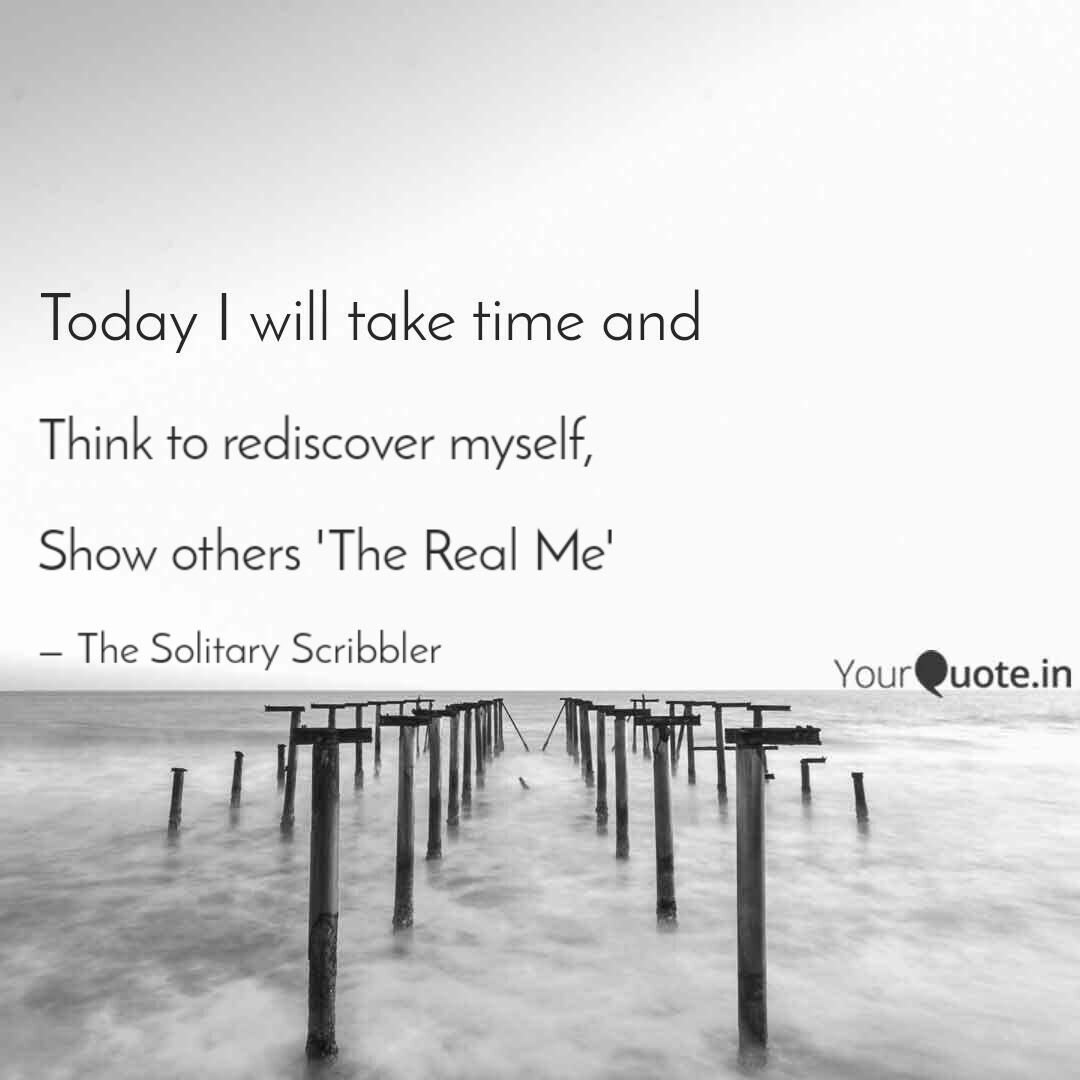 Today I will take time and
Think to rediscover myself,
Show others 'The Real Me'
– The Solitary Scribbler
YourQuote.in